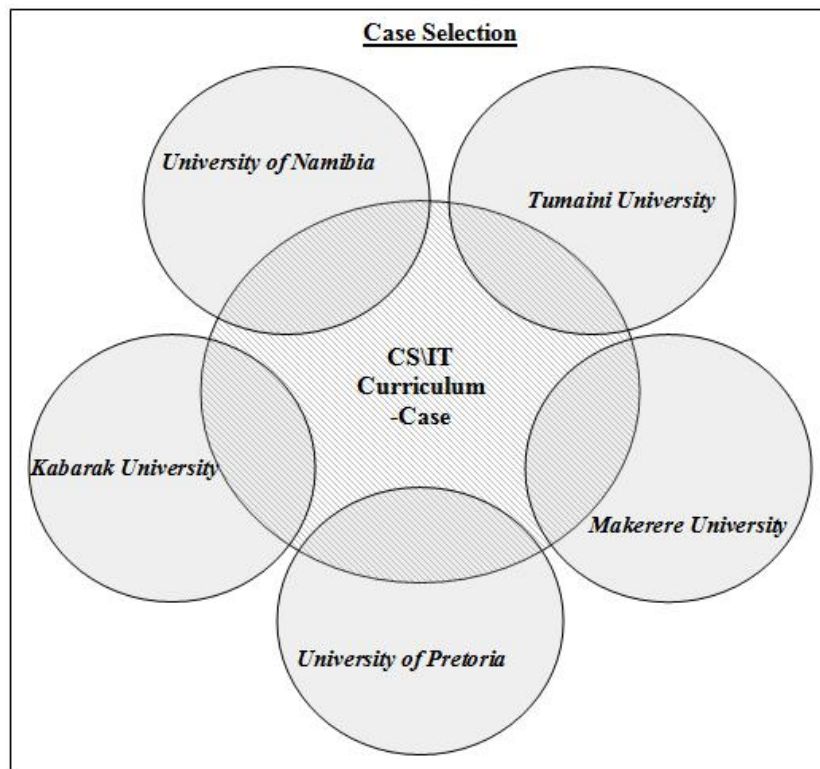 Case Selection
University of Namibia
Tumaini University
CS\IT
Curriculum
-Case
Kabarak University
Makerere University
University of Pretoria